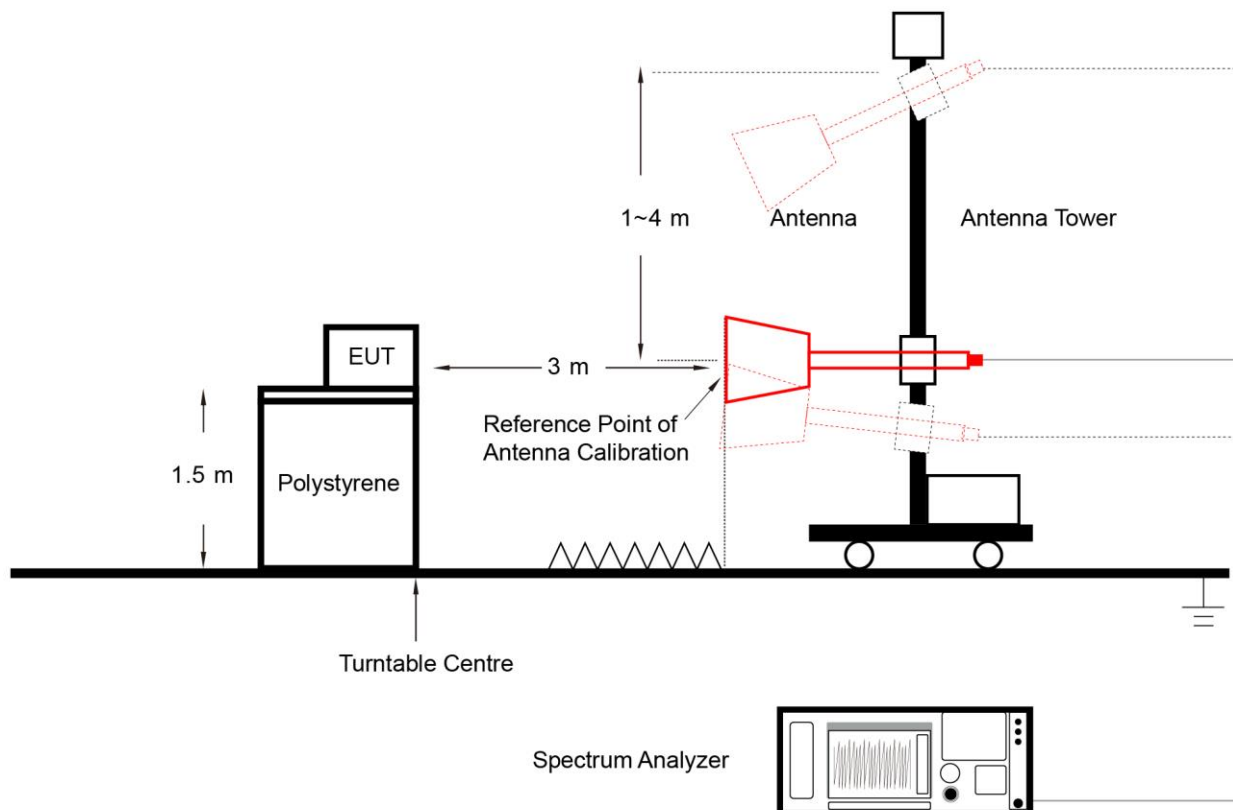 1~4 m
Antenna
Antenna Tower
EUT
3 m
Reference Point of
Antenna Calibration
1.5 m
Polystyrene
Turntable Centre
Spectrum Analyzer